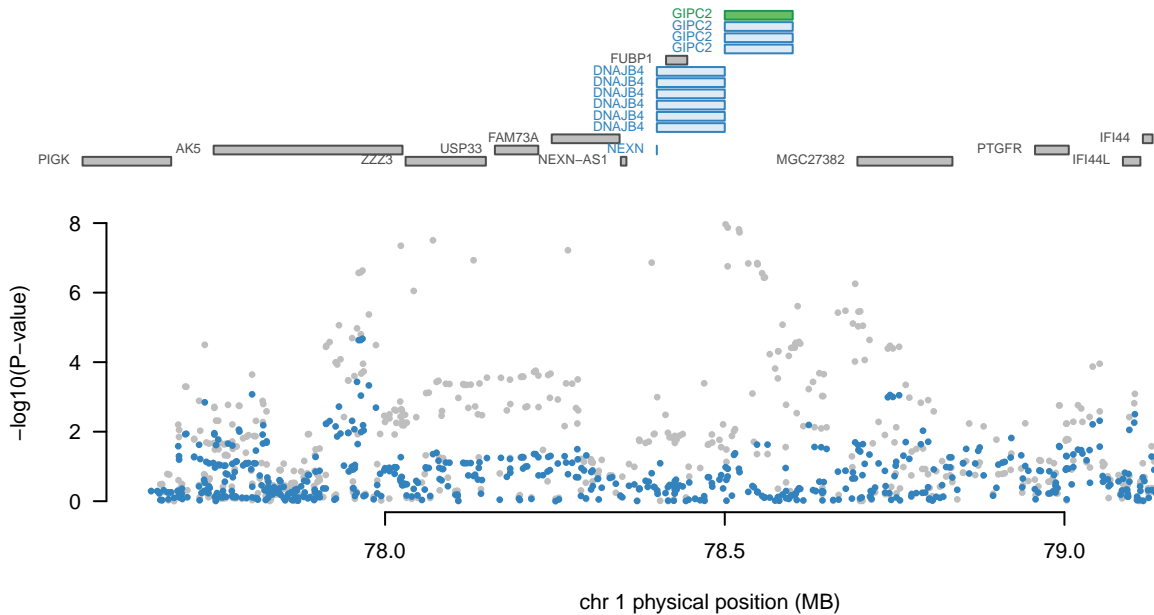 GIPC2
GIPC2
GIPC2
GIPC2
FUBP1
DNAJB4
DNAJB4
DNAJB4
DNAJB4
DNAJB4
DNAJB4
FAM73A
IFI44
AK5
USP33
NEXN
PTGFR
PIGK
ZZZ3
NEXN−AS1
MGC27382
IFI44L
8
6
4
2
0
−log10(P−value)
78.0 78.5 79.0
chr 1 physical position (MB)